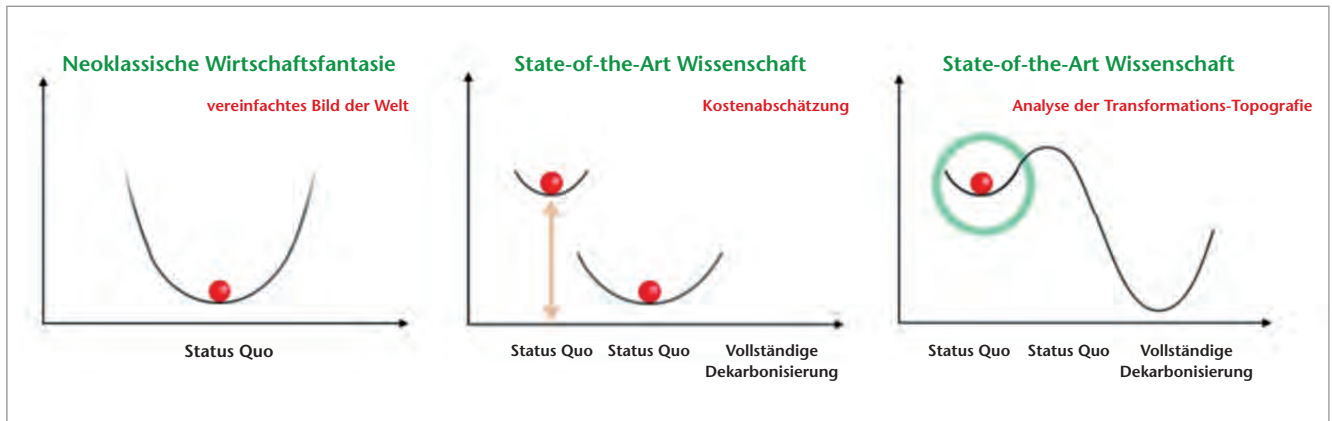 Neoklassische Wirtschaftsfantasie
vereinfachtes Bild der Welt
Status Quo
State-of-the-Art Wissenschaft
Kostenabschätzung
Status Quo
Status Quo
Vollständige
Dekarbonisierung
State-of-the-Art Wissenschaft
Analyse der Transformations-Topografie
Status Quo
Status Quo
Vollständige
Dekarbonisierung